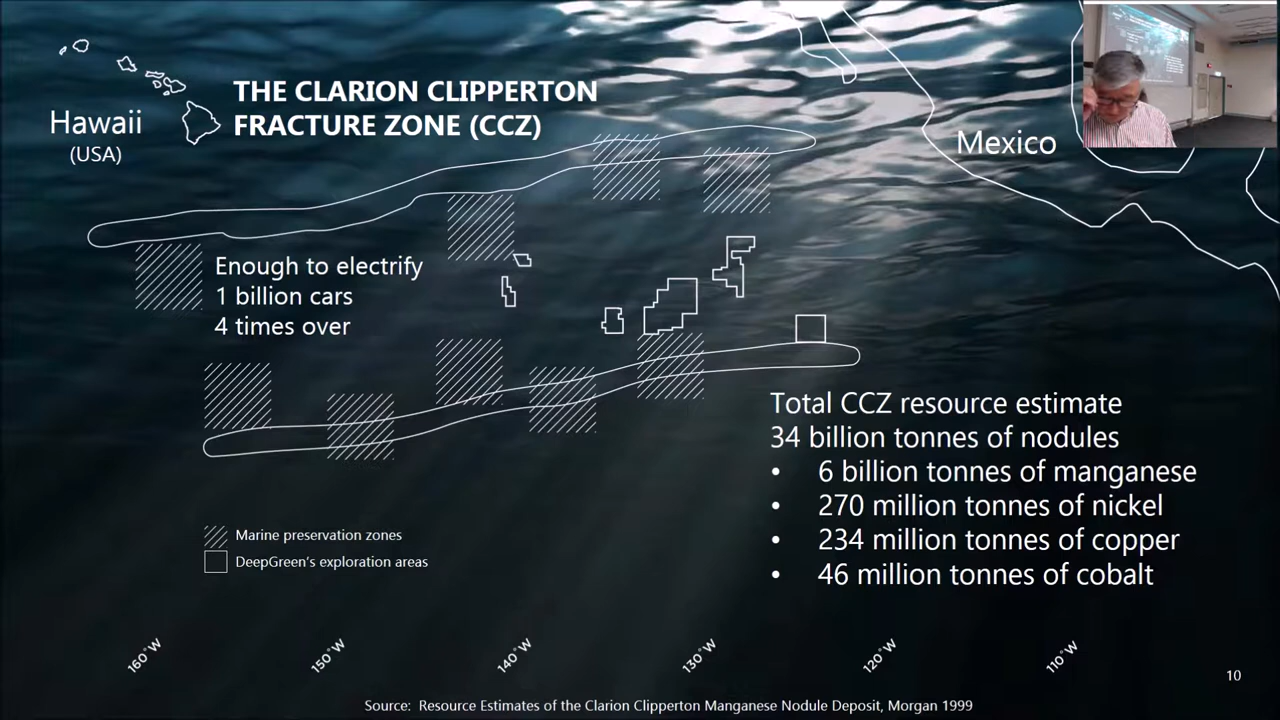 THE CLARION CLIPPERTON
FRACTURE ZONE (CCZ)
Hawaii
(USA)
Mexico
Enough to electrify
1 billion cars
4 times over
Total CCZ resource estimate
34 billion tonnes of nodules
• 6 billion tonnes of manganese
• 270 million tonnes of nickel
• 234 million tonnes of copper
• 46 million tonnes of cobalt
Marine preservation zones
DeepGreen's exploration areas
160°W
150°W
140°W
130°W
120°W
110°W
10
Source: Resource Estimates of the Clarion Clipperton Manganese Nodule Deposit, Morgan 1999